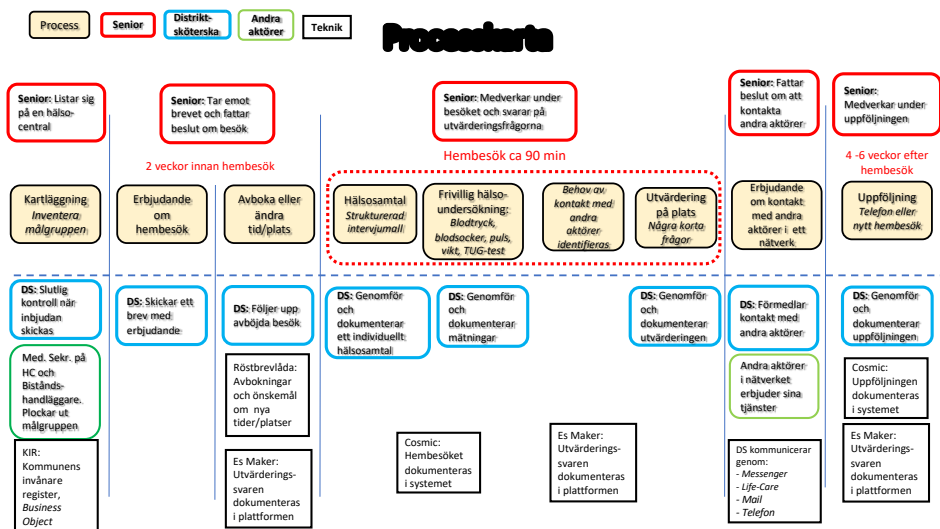 Process
Senior
Distrikt-
sköterska
Andra
aktörer
Teknik
Processkarta
Senior: Listar sig
på en hälso-
central
Senior: Tar emot
brevet och fattar
beslut om besök
Senior: Medverkar under
besöket och svarar på
utvärderingsfrågorna
Senior: Fattar
beslut om att
kontakta
andra aktörer
Senior:
Medverkar under
uppföljningen
2 veckor innan hembesök
Hembesök ca 90 min
4 -6 veckor efter
hembesök
Kartläggning
Inventera
målgruppen
Erbjudande
om
hembesök
Avboka eller
ändra
tid/plats
Hälsosamtal
Strukturerad
intervjumall
Frivillig hälso-
undersökning:
Blodtryck,
blodsocker, puls,
vikt, TUG-test
Behov av
kontakt med
andra
aktörer
identifieras
Utvärdering
på plats
Några korta
frågor
Erbjudande
om kontakt
med andra
aktörer i ett
nätverk
Uppföljning
Telefon eller
nytt hembesök
DS: Slutlig
kontroll när
inbjudan
skickas
DS: Skickar ett
brev med
erbjudande
DS: Följer upp
avböjda besök
DS: Genomför
och
dokumenterar
ett individuellt
hälsosamtal
DS: Genomför
och
dokumenterar
mätningar
DS: Genomför
och
dokumenterar
utvärderingen
DS: Förmedlar
kontakt med
andra aktörer
DS: Genomför
och
dokumenterar
uppföljningen
Med. Sekr. på
HC och
Bistånds-
handläggare.
Plockar ut
målgruppen
Röstbrevlåda:
Avbokningar
och önskemål
om nya
tider/platser
Andra aktörer
i nätverket
erbjuder sina
tjänster
Cosmic:
Uppföljningen
dokumenteras
i systemet
KIR:
Kommunens
invånare
register,
Business
Object
Es Maker:
Utvärderings-
svaren
dokumenteras
i plattformen
Cosmic:
Hembesöket
dokumenteras
i systemet
Es Maker:
Utvärderings-
svaren
dokumenteras
i plattformen
DS kommunicerar
genom:
- Messenger
- Life-Care
- Mail
- Telefon
Es Maker:
Utvärderings-
svaren
dokumenteras
i plattformen